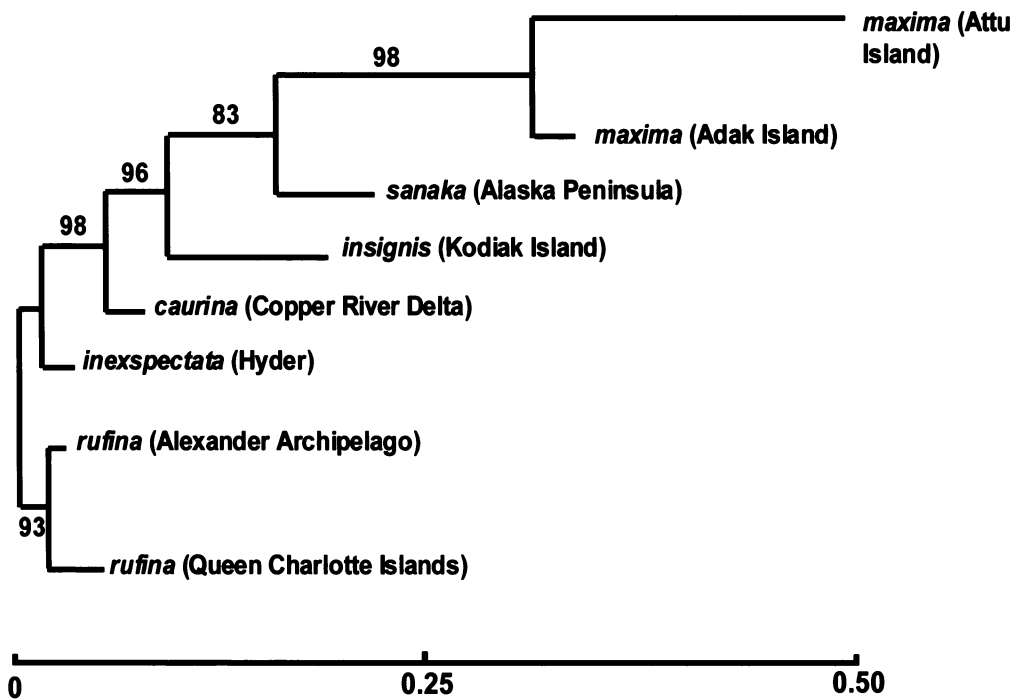 maxima (Attu
Island)
98
83
maxima (Adak Island)
96
sanaka (Alaska Peninsula)
98
insignis (Kodiak Island)
caurina (Copper River Delta)
inexspectata (Hyder)
rufina (Alexander Archipelago)
93
rufina (Queen Charlotte Islands)
0 0.25 0.50